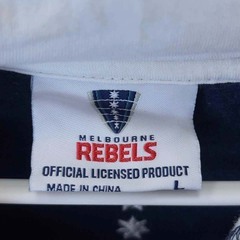 MELBOURNE
REBELS
OFFICIAL LICENSED PRODUCT
MADE IN CHINA L